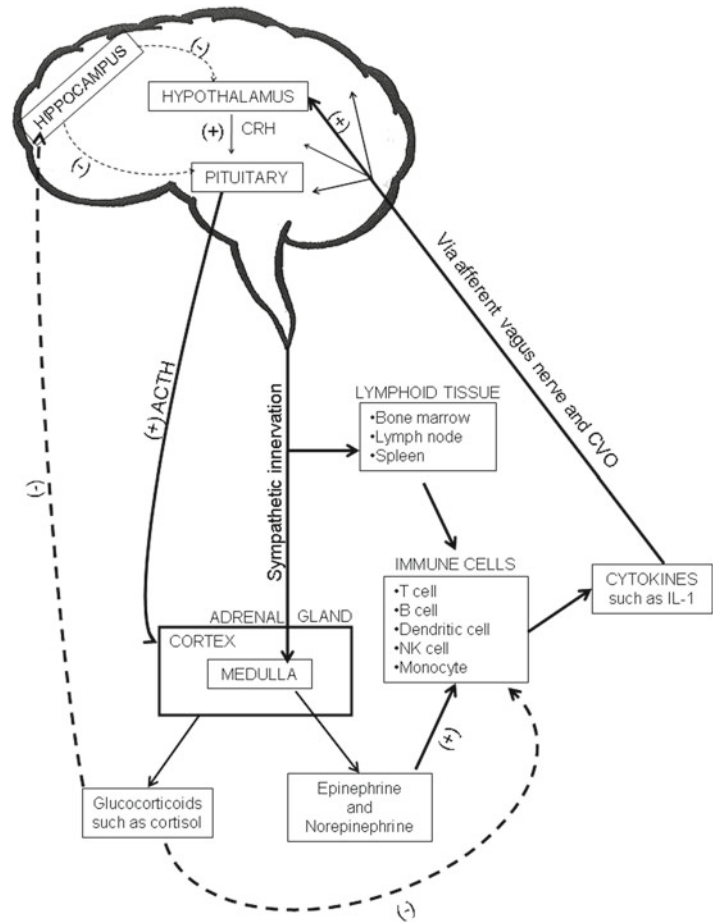 HIPPOCAMPUS
(-)
HYPOTHALAMUS
(+)
CRH
(+)
(-)
PITUITARY
Via afferent vagus nerve and CVO
(+) ACTH
Sympathetic innervation
LYMPHOID TISSUE
•Bone marrow
•Lymph node
•Spleen
(-)
IMMUNE CELLS
•T cell
•B cell
•Dendritic cell
•NK cell
•Monocyte
CYTOKINES
such as IL-1
ADRENAL GLAND
CORTEX
MEDULLA
(+)
Glucocorticoids
such as cortisol
Epinephrine
and
Norepinephrine
(-)